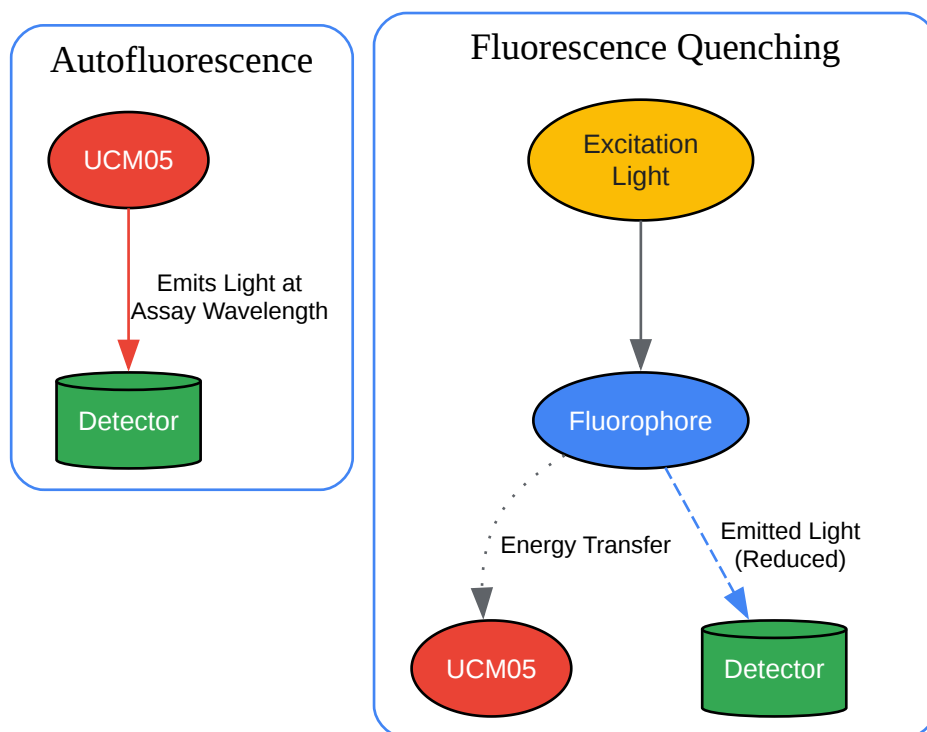 Autofluorescence
UCM05
Emits Light at
Assay Wavelength
Detector
Fluorescence Quenching
Excitation
Light
Fluorophore
Energy Transfer
Emitted Light
(Reduced)
UCM05
Detector